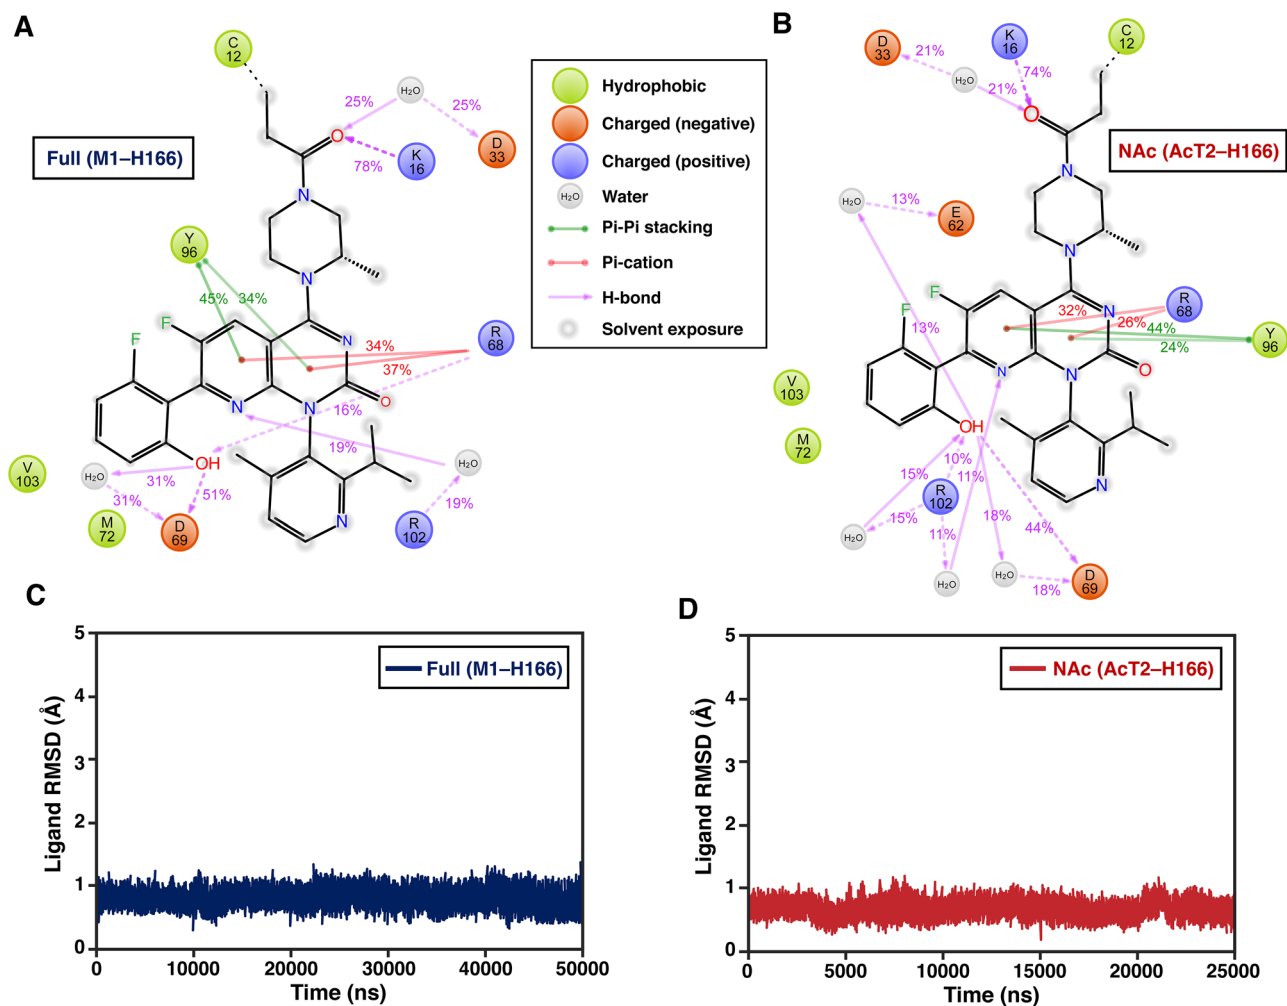 A
C
12
H₂O
25%
25%
O
D
33
K
16
78%
Full (M1–H166)
N
Y
96
N
45%
34%
F
F
N
34%
37%
R
68
O
N
N
16%
19%
OH
H₂O
31%
31%
51%
V
103
M
72
D
69
N
H₂O
19%
R
102
Hydrophobic
Charged (negative)
Charged (positive)
H₂O
Water
Pi-Pi stacking
Pi-cation
H-bond
Solvent exposure
B
D
33
21%
H₂O
21%
K
16
74%
C
12
O
NAc (AcT2–H166)
N
H₂O
13%
E
62
N
F
F
13%
N
32%
26%
R
68
44%
24%
Y
96
O
N
N
V
103
M
72
OH
10%
15%
11%
R
102
15%
11%
18%
44%
N
H₂O
H₂O
H₂O
18%
D
69
C
5
4
3
2
1
0
Ligand RMSD (Å)
Full (M1–H166)
0
10000
20000
30000
40000
50000
Time (ns)
D
5
4
3
2
1
0
Ligand RMSD (Å)
NAc (AcT2–H166)
0
5000
10000
15000
20000
25000
Time (ns)